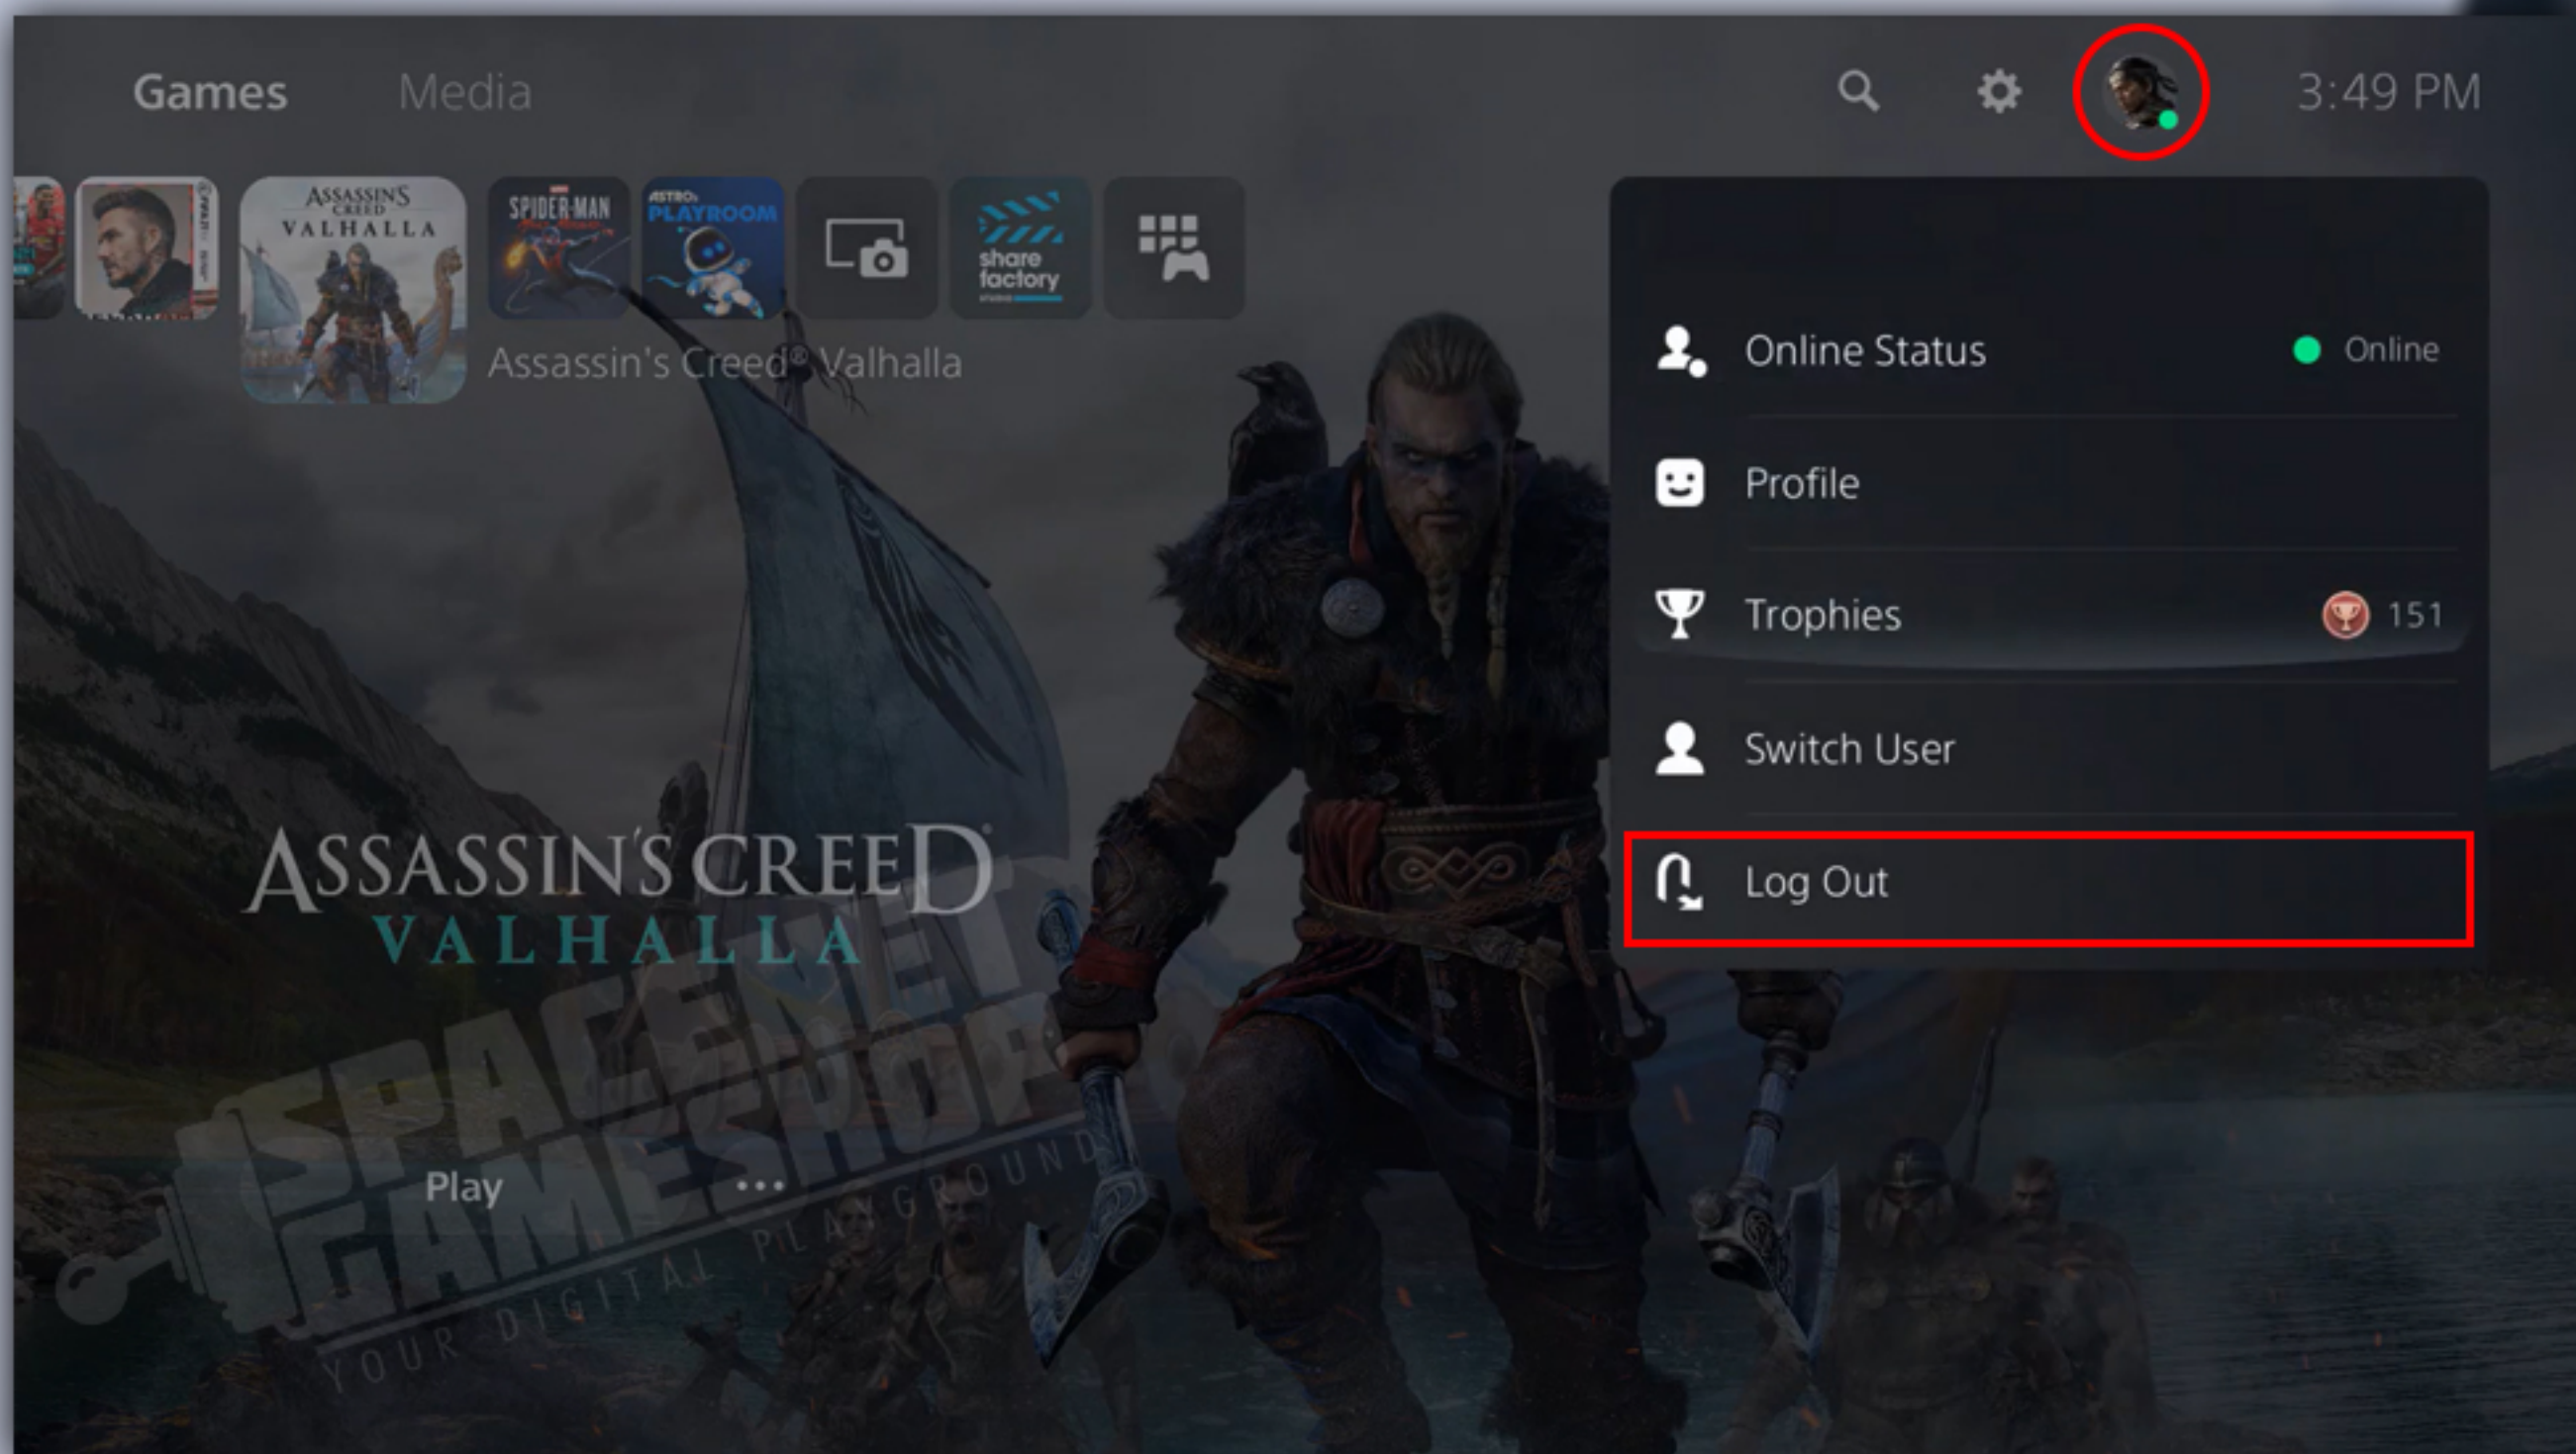 Games Media 3:49 PM
ASSASSIN'S
CREED
VALHALLA
SPIDER-MAN
ASTRO's
PLAYROOM
share
factory
Assassin's Creed® Valhalla
Online Status Online
Profile
Trophies 151
Switch User
Log Out
ASSASSIN'S CREED
VALHALLA
SPACENET
GAMESHOP
YOUR DIGITAL PLAYGROUND
Play ...